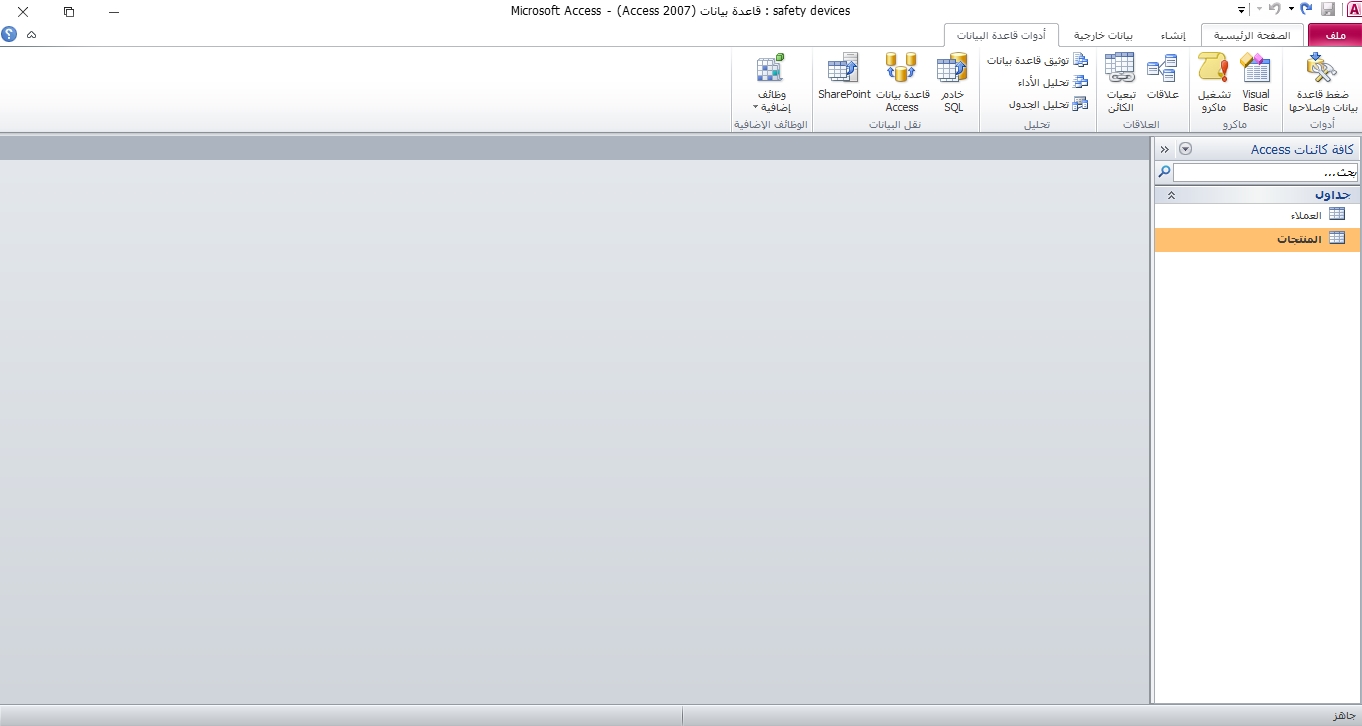 safety devices : قاعدة بيانات (Access 2007) - Microsoft Access
ملف
الصفحة الرئيسية
إنشاء
بيانات خارجية
أدوات قاعدة البيانات
ضغط قاعدة
بيانات وإصلاحها
أدوات
Visual
Basic
تشغيل
ماكرو
ماكرو
علاقات
تبعيات
الكائن
العلاقات
توثيق قاعدة بيانات
تحليل الأداء
تحليل الجدول
تحليل
خادم
SQL
قاعدة بيانات
Access
SharePoint
نقل البيانات
وظائف
إضافية
الوظائف الإضافية
كافة كائنات Access
بحث...
جداول
العملاء
المنتجات
جاهز